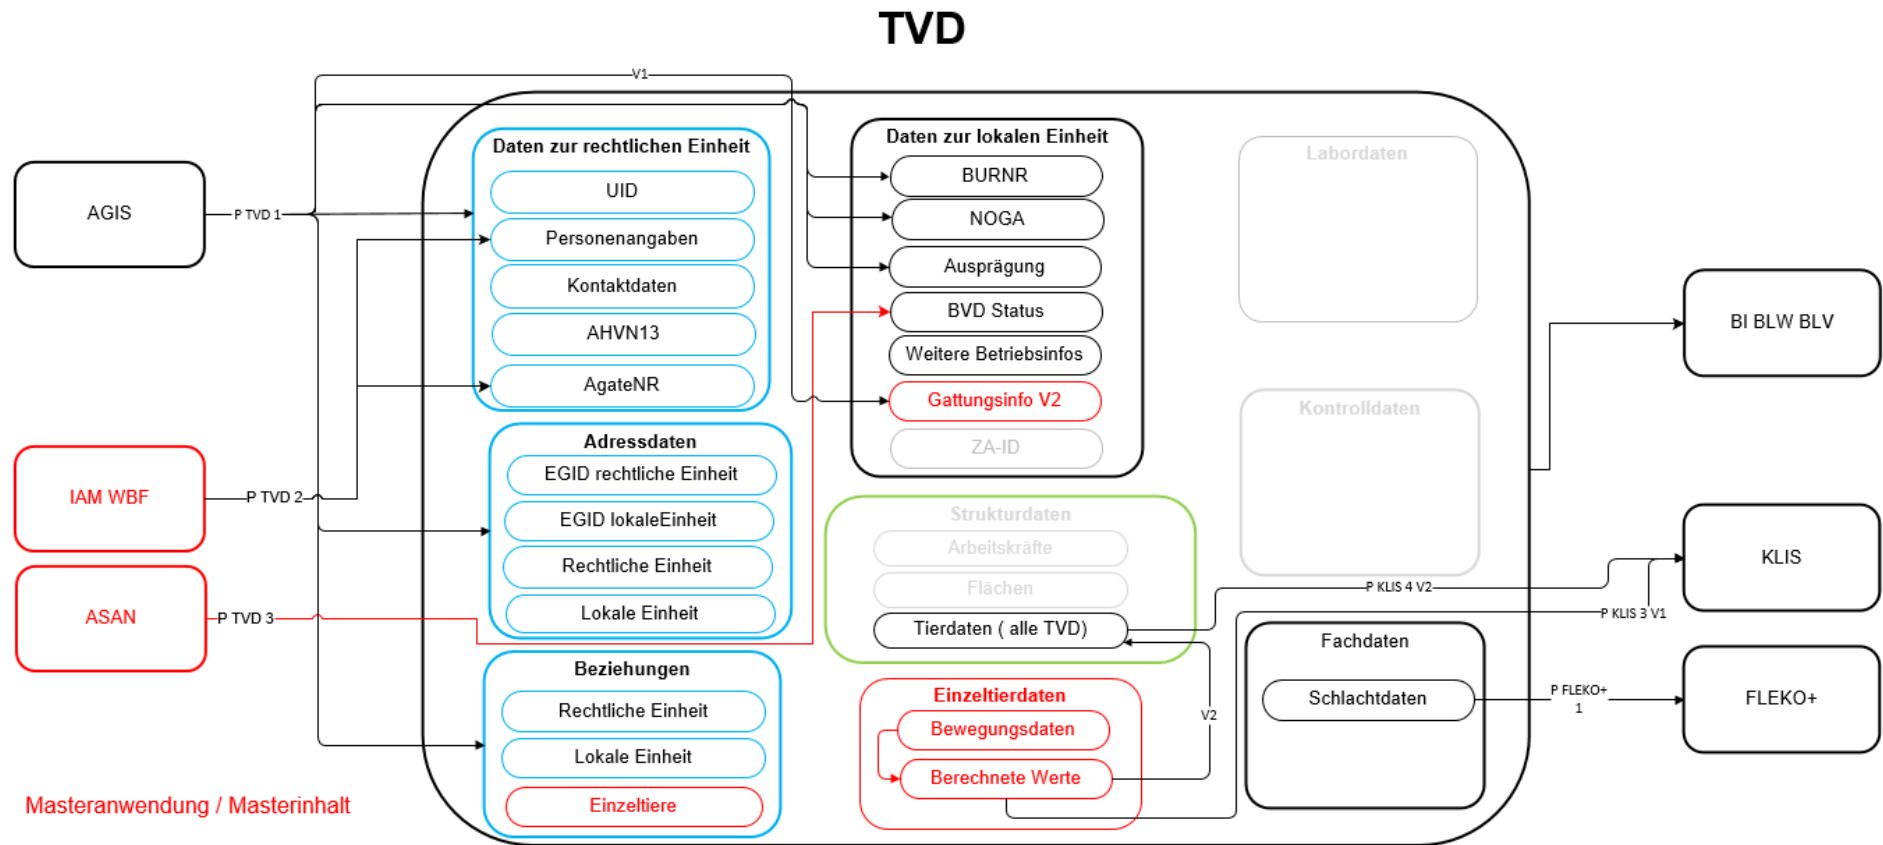 TVD
V1
AGIS
P TVD 1
IAM WBF
P TVD 2
ASAN
P TVD 3
Masteranwendung / Masterinhalt
Daten zur rechtlichen Einheit
UID
Personenangaben
Kontaktdaten
AHVN13
AgateNR
Adressdaten
EGID rechtliche Einheit
EGID lokaleEinheit
Rechtliche Einheit
Lokale Einheit
Beziehungen
Rechtliche Einheit
Lokale Einheit
Einzeltiere
Daten zur lokalen Einheit
BURNR
NOGA
Ausprägung
BVD Status
Weitere Betriebsinfos
Gattungsinfo V2
ZA-ID
Strukturdaten
Arbeitskräfte
Flächen
Tierdaten ( alle TVD)
Einzeltierdaten
Bewegungsdaten
Berechnete Werte
V2
Labordaten
Kontrolldaten
P KLIS 4 V2
P KLIS 3 V1
Fachdaten
Schlachtdaten
P FLEKO+
1
BI BLW BLV
KLIS
FLEKO+